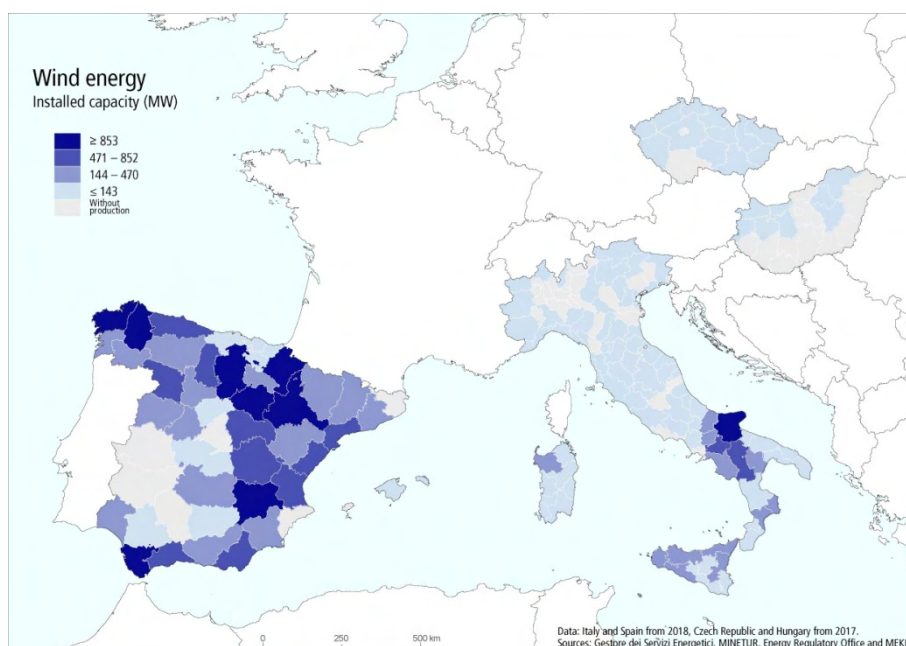 Wind energy
Installed capacity (MW)
≥ 853
471 – 852
144 – 470
≤ 143
Without
production
0 250 500 km
Data: Italy and Spain from 2018, Czech Republic and Hungary from 2017.
Sources: Gestore dei Servizi Energetici, MINETUR, Energy Regulatory Office and